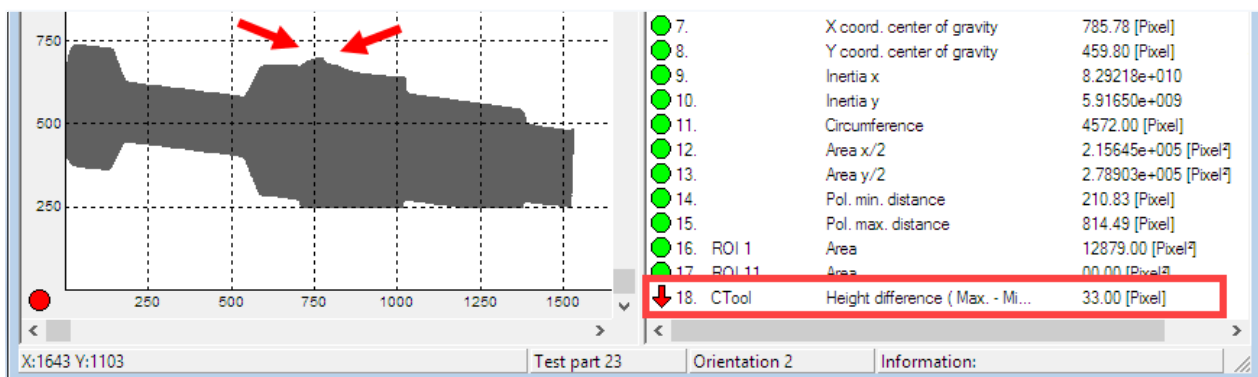 750
500
250
250 500 750 1000 1250 1500
7. X coord. center of gravity 785.78 [Pixel]
8. Y coord. center of gravity 459.80 [Pixel]
9. Inertia x 8.29218e+010
10. Inertia y 5.91650e+009
11. Circumference 4572.00 [Pixel]
12. Area x/2 2.15645e+005 [Pixel²]
13. Area y/2 2.78903e+005 [Pixel²]
14. Pol. min. distance 210.83 [Pixel]
15. Pol. max. distance 814.49 [Pixel]
16. ROI 1 Area 12879.00 [Pixel²]
17. ROI 11 Area 00.00 [Pixel²]
18. CTool Height difference ( Max. - Mi... 33.00 [Pixel]
X:1643 Y:1103 Test part 23 Orientation 2 Information: